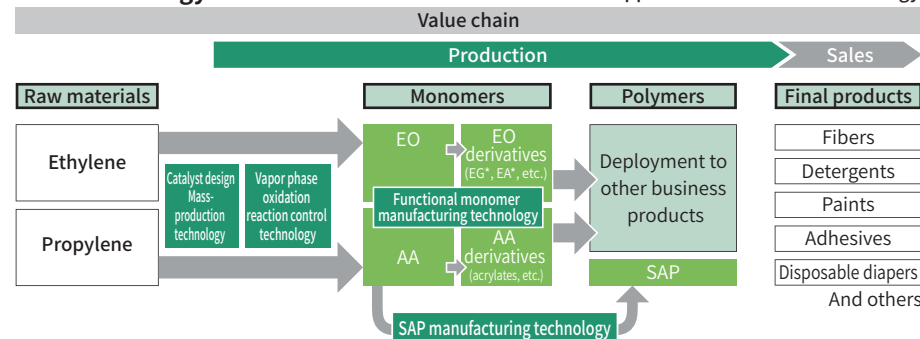 Value chain
Production
Sales
Raw materials
Monomers
Polymers
Final products
Ethylene
Propylene
Catalyst design
Mass-
production
technology
Vapor phase
oxidation
reaction control
technology
EO
EO
derivatives
(EG*, EA*, etc.)
Functional monomer
manufacturing technology
AA
AA
derivatives
(acrylates, etc.)
SAP manufacturing technology
Deployment to
other business
products
SAP
Fibers
Detergents
Paints
Adhesives
Disposable diapers
And others